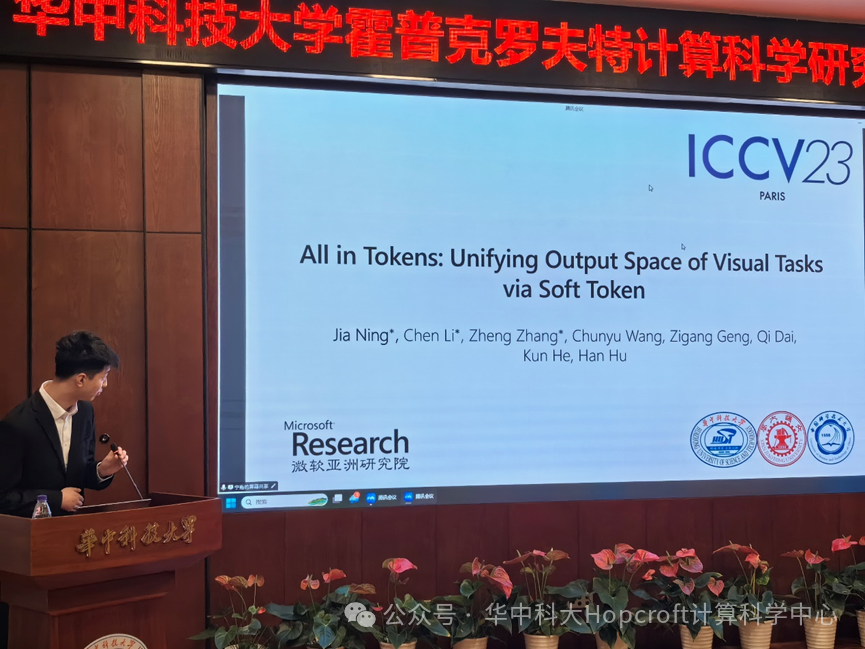 华中科技大学霍普克罗夫特计算科学研究
腾讯会议
ICCV23
PARIS
All in Tokens: Unifying Output Space of Visual Tasks
via Soft Token
Jia Ning*, Chen Li*, Zheng Zhang*, Chunyu Wang, Zigang Geng, Qi Dai,
Kun He, Han Hu
Microsoft
Research
微软亚洲研究院
搜索
腾讯会议
腾讯会议
华中科技大学
公众号 · 华中科大Hopcroft计算科学中心